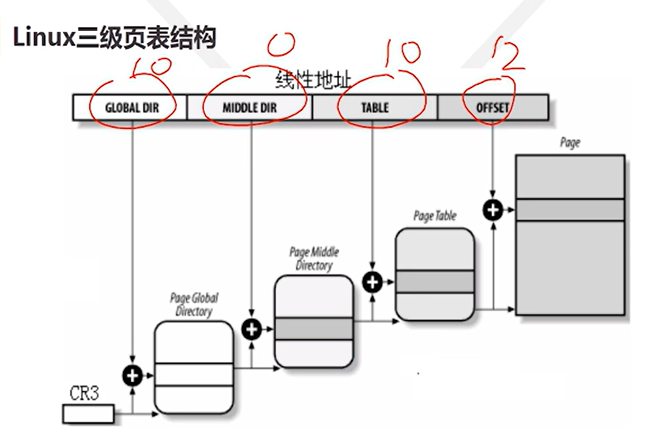 Linux三级页表结构
10 0 10 12
线性地址
GLOBAL DIR MIDDLE DIR TABLE OFFSET
Page
Page Table
Page Middle
Directory
Page Global
Directory
CR3